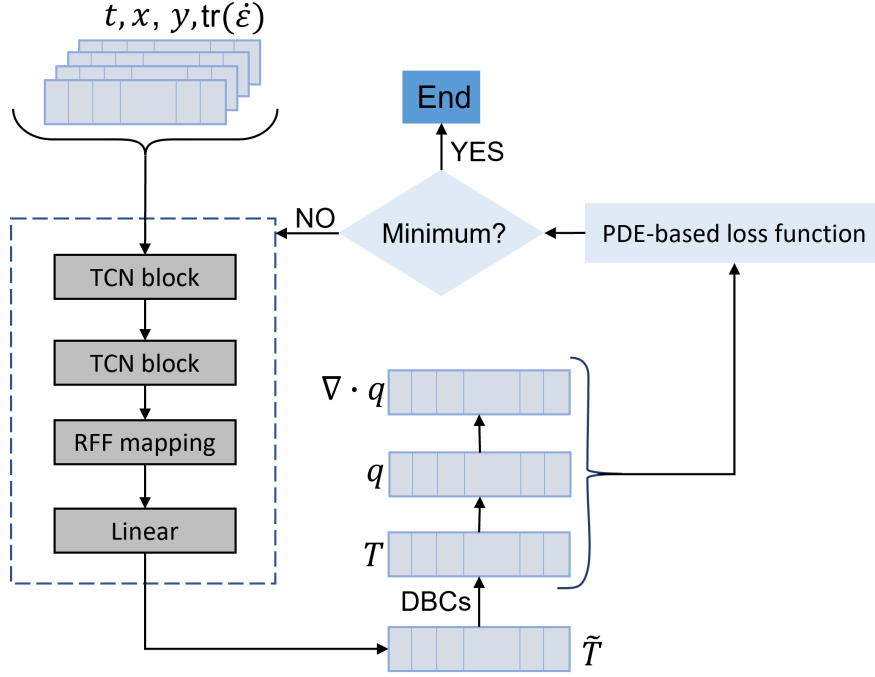 t, x, y, tr(ε̇)
End
YES
NO
Minimum?
PDE-based loss function
TCN block
TCN block
RFF mapping
Linear
∇ · q
q
T
DBCs
T̃